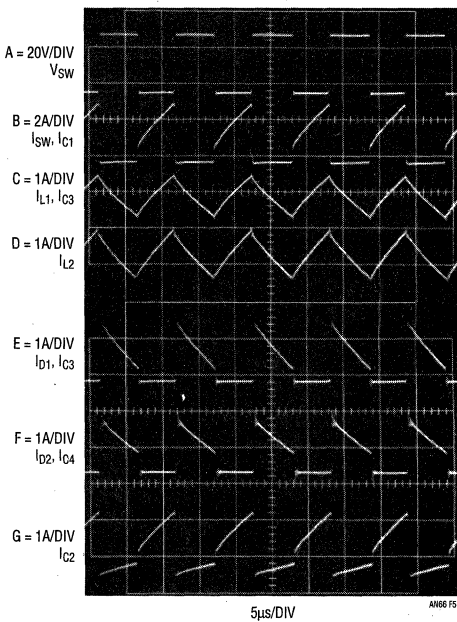 A = 20V/DIV
VSW
B = 2A/DIV
ISW, IC1
C = 1A/DIV
IL1, IC3
D = 1A/DIV
IL2
E = 1A/DIV
ID1, IC3
F = 1A/DIV
ID2, IC4
G = 1A/DIV
IC2
5µs/DIV
AN66 F5